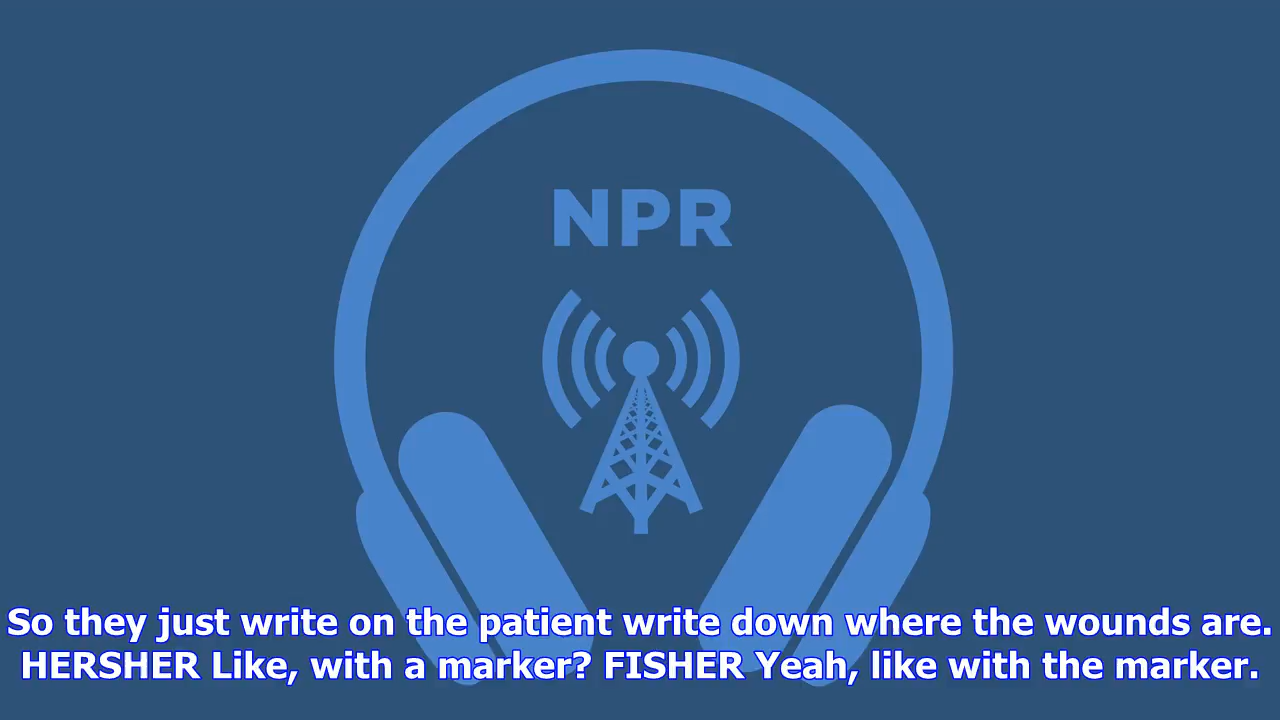 NPR
So they just write on the patient write down where the wounds are.
HERSHER Like, with a marker? FISHER Yeah, like with the marker.